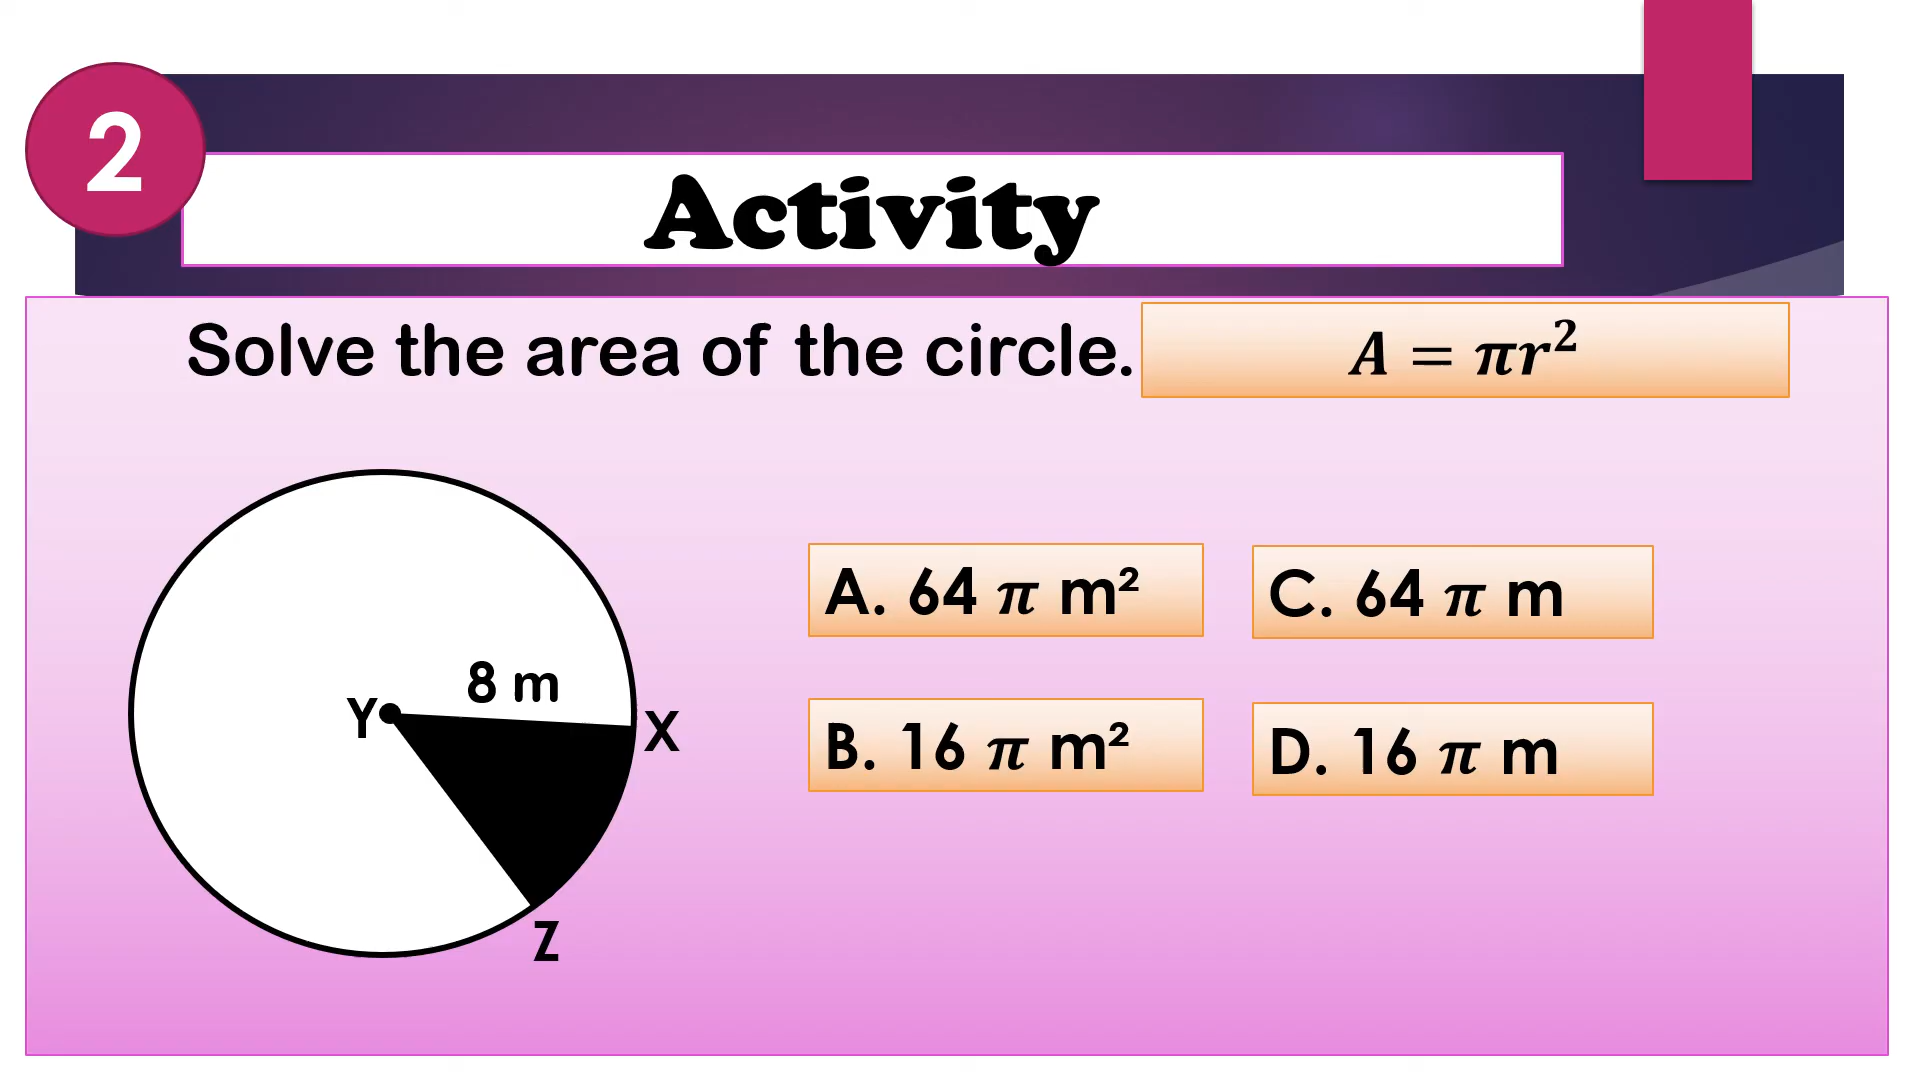 2
Activity
Solve the area of the circle.
𝑨 = 𝝅𝒓²
8 m
Y
X
Z
A. 64 𝝅 m²
C. 64 𝝅 m
B. 16 𝝅 m²
D. 16 𝝅 m